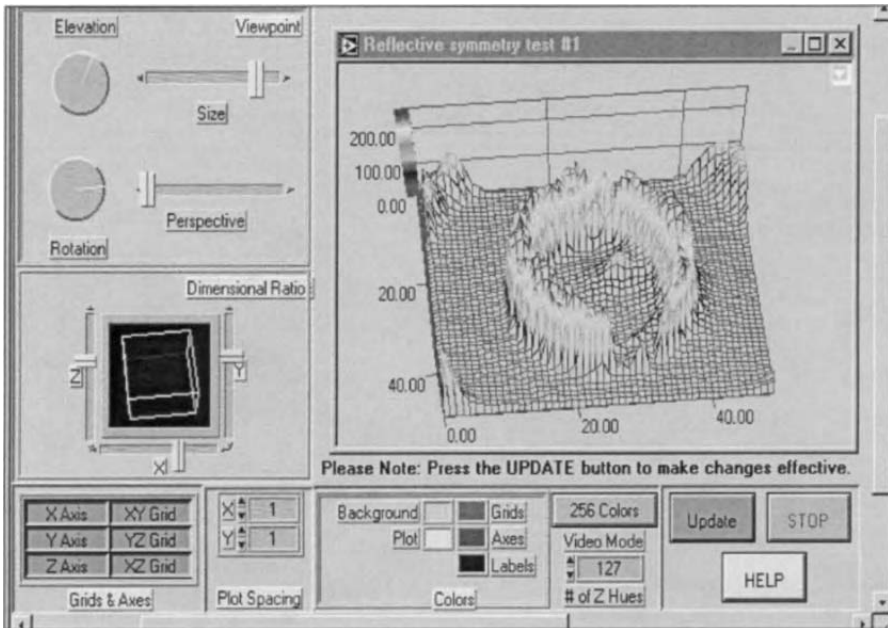 Elevation
Viewpoint
Size
Perspective
Rotation
Dimensional Ratio
Z
Y
X
Reflective symmetry test #1
200.00
100.00
0.00
20.00
40.00
0.00
20.00
40.00
Please Note: Press the UPDATE button to make changes effective.
X Axis
XY Grid
Y Axis
YZ Grid
Z Axis
XZ Grid
Grids & Axes
X
1
Y
1
Plot Spacing
Background
Grids
Plot
Axes
Labels
Colors
256 Colors
Video Mode
127
# of Z Hues
Update
STOP
HELP